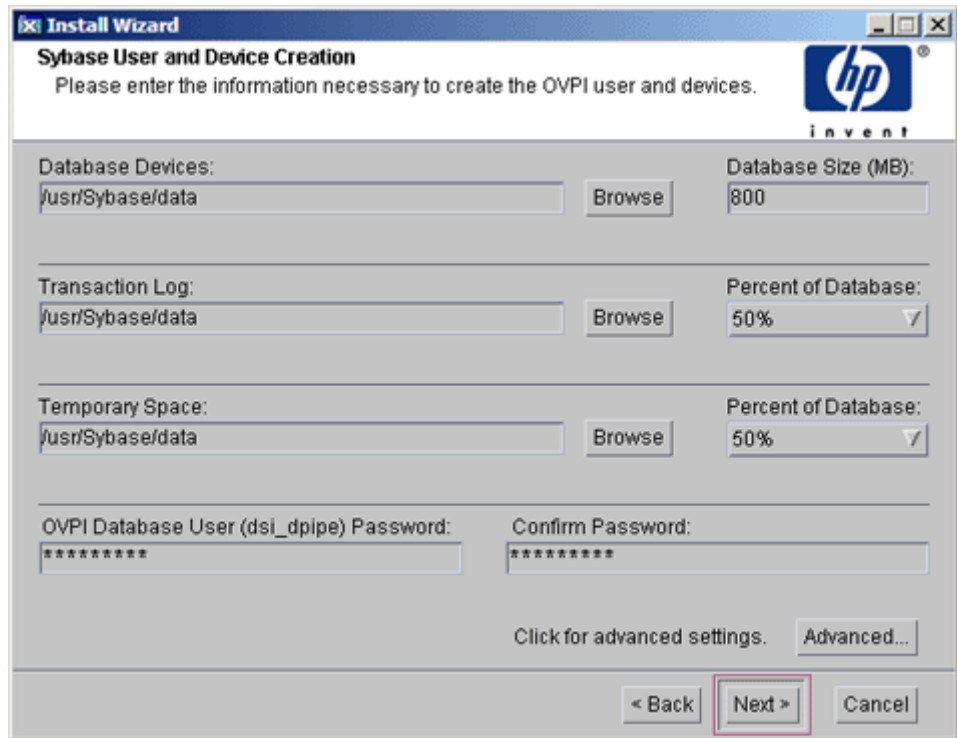 Install Wizard
Sybase User and Device Creation
Please enter the information necessary to create the OVPI user and devices.
hp
®
invent
Database Devices:
Database Size (MB):
/usr/Sybase/data
Browse
800
Transaction Log:
Percent of Database:
/usr/Sybase/data
Browse
50%
Temporary Space:
Percent of Database:
/usr/Sybase/data
Browse
50%
OVPI Database User (dsi_dpipe) Password:
Confirm Password:
*********
*********
Click for advanced settings.
Advanced...
< Back
Next >
Cancel